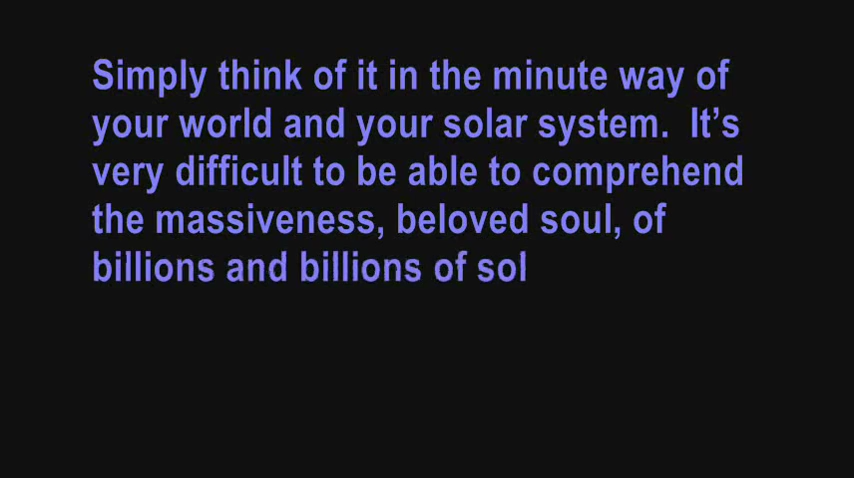 Simply think of it in the minute way of
your world and your solar system.  It’s
very difficult to be able to comprehend
the massiveness, beloved soul, of
billions and billions of sol